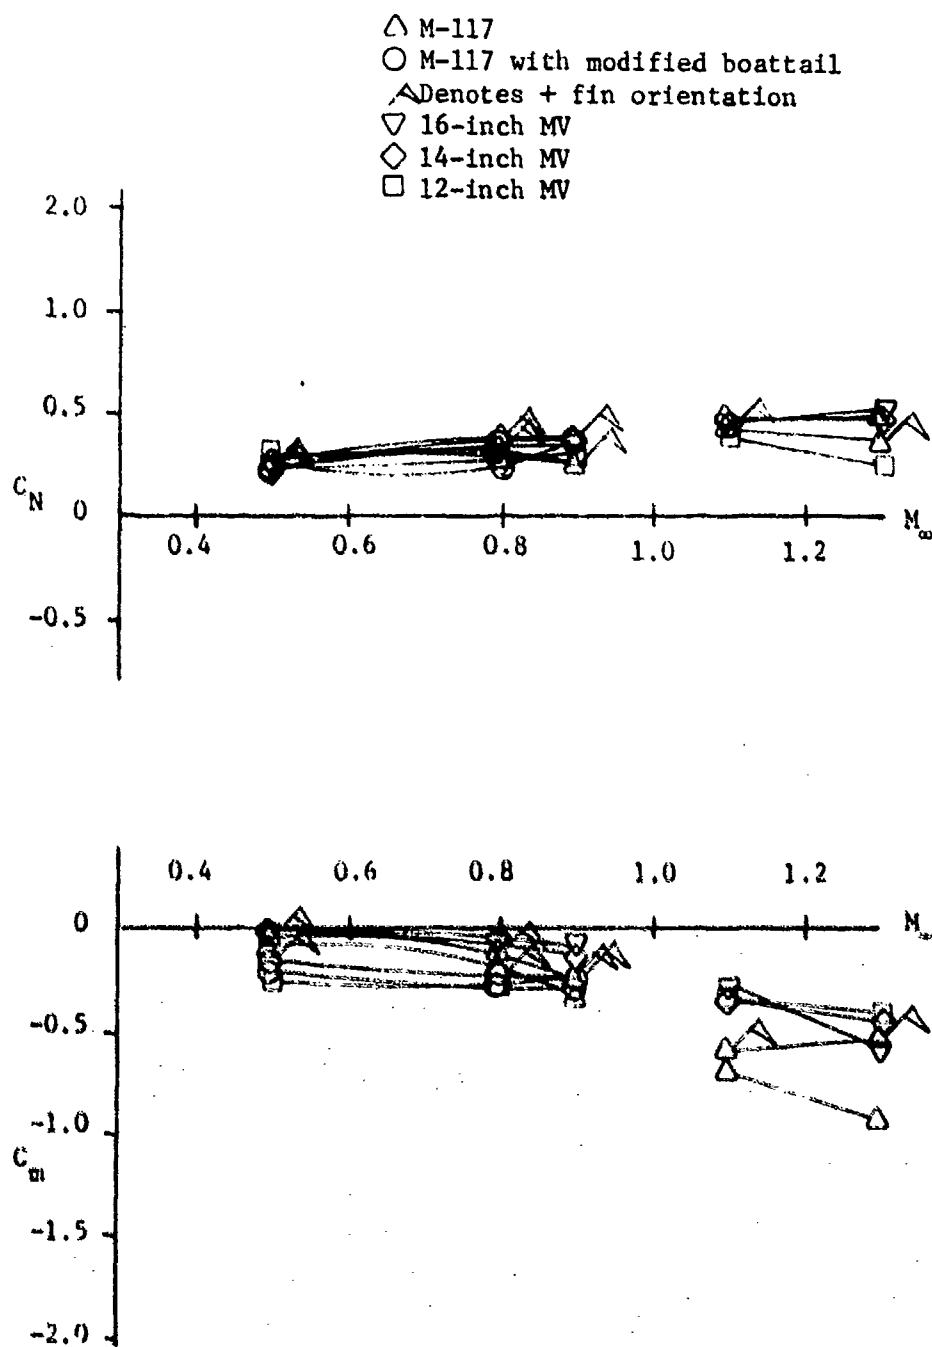 M-117
M-117 with modified boattail
Denotes + fin orientation
16-inch MV
14-inch MV
12-inch MV
2.0
1.0
0.5
C_N 0
0.4 0.6 0.8 1.0 1.2 M_∞
-0.5
0.4 0.6 0.8 1.0 1.2
0 M_∞
-0.5
-1.0
C_m
-1.5
-2.0